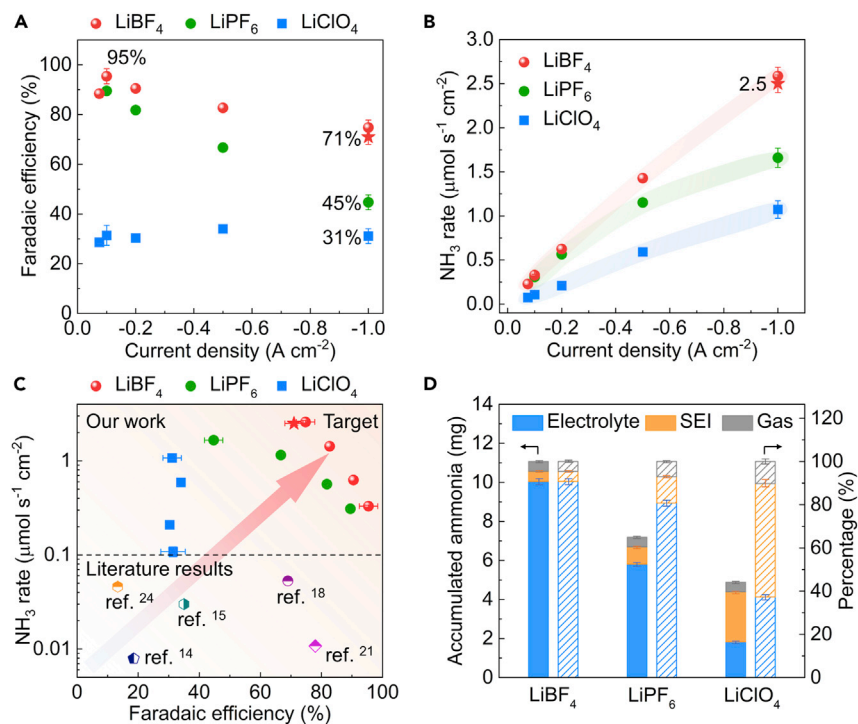 A
LiBF4 LiPF6 LiClO4
Faradaic efficiency (%)
120
100
80
60
40
20
0
95%
71%
45%
31%
0.0 -0.2 -0.4 -0.6 -0.8 -1.0
Current density (A cm-2)
B
NH3 rate (μmol s-1 cm-2)
3.0
2.5
2.0
1.5
1.0
0.5
0.0
LiBF4
LiPF6
LiClO4
2.5
0.0 -0.2 -0.4 -0.6 -0.8 -1.0
Current density (A cm-2)
C
LiBF4 LiPF6 LiClO4
NH3 rate (μmol s-1 cm-2)
1
0.1
0.01
Our work Target
Literature results
ref. 24
ref. 15
ref. 18
ref. 14
ref. 21
0 20 40 60 80 100
Faradaic efficiency (%)
D
Accumulated ammonia (mg)
14
12
10
8
6
4
2
0
Electrolyte SEI Gas
LiBF4 LiPF6 LiClO4
120
100
80
60
40
20
0
Percentage (%)